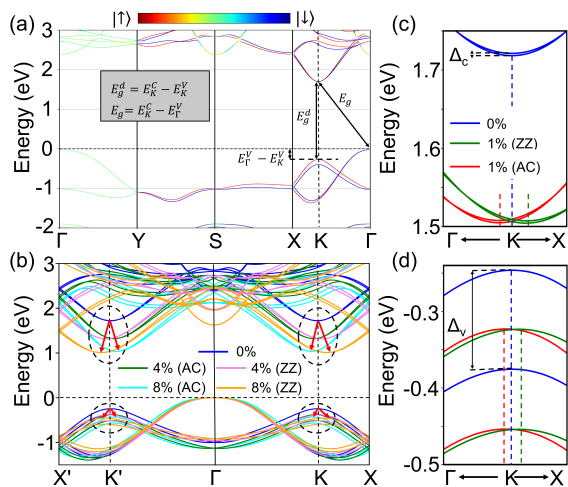 |↑⟩ |↓⟩
(a)
3
2
1
0
-1
-2
Energy (eV)
E_g^d = E_K^C − E_K^V
E_g = E_K^C − E_Γ^V
E_g^d
E_g
E_Γ^V − E_K^V
Γ Y S X K Γ
(b)
3
2
1
0
-1
Energy (eV)
0%
4% (AC) 4% (ZZ)
8% (AC) 8% (ZZ)
X' K' Γ K X
(c)
1.7
1.6
1.5
Energy (eV)
Δ_c
0%
1% (ZZ)
1% (AC)
Γ ← K → X
(d)
-0.3
-0.4
-0.5
Energy (eV)
Δ_v
Γ ← K → X